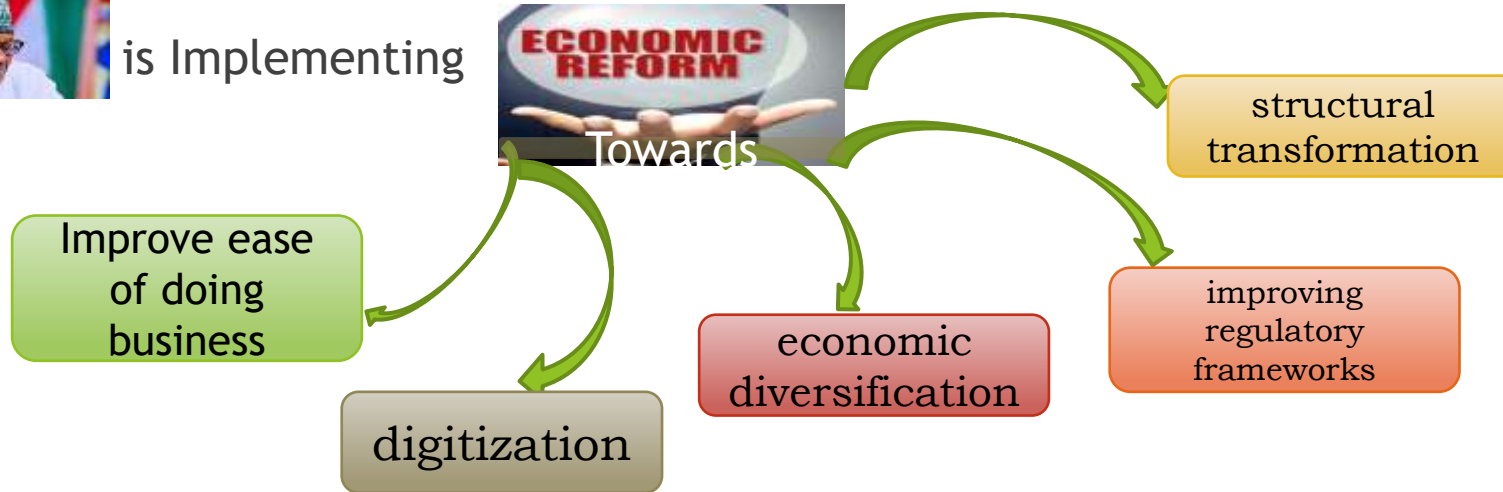 is Implementing
ECONOMIC
REFORM
Towards
structural
transformation
Improve ease
of doing
business
improving
regulatory
frameworks
economic
diversification
digitization